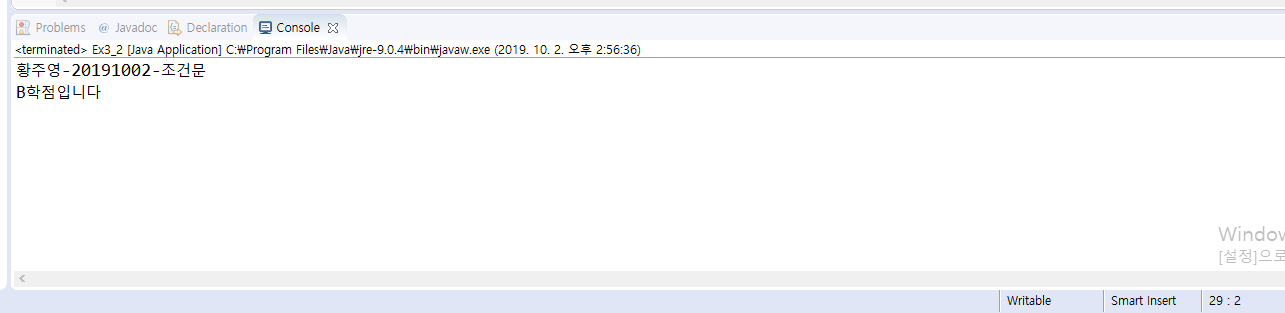 Problems @ Javadoc Declaration Console
<terminated> Ex3_2 [Java Application] C:₩Program Files₩Java₩jre-9.0.4₩bin₩javaw.exe (2019. 10. 2. 오후 2:56:36)
황주영-20191002-조건문
B학점입니다
Window
[설정]으로
Writable Smart Insert 29 : 2